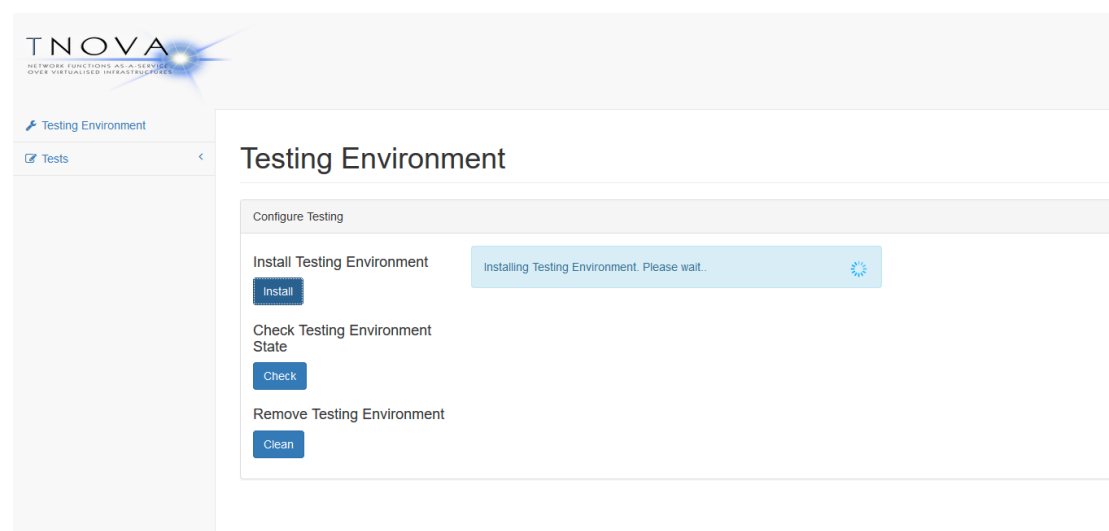 TNOVA
NETWORK FUNCTIONS AS-A-SERVICE
OVER VIRTUALISED INFRASTRUCTURES
Testing Environment
Tests
Testing Environment
Configure Testing
Install Testing Environment
Installing Testing Environment. Please wait..
Install
Check Testing Environment
State
Check
Remove Testing Environment
Clean